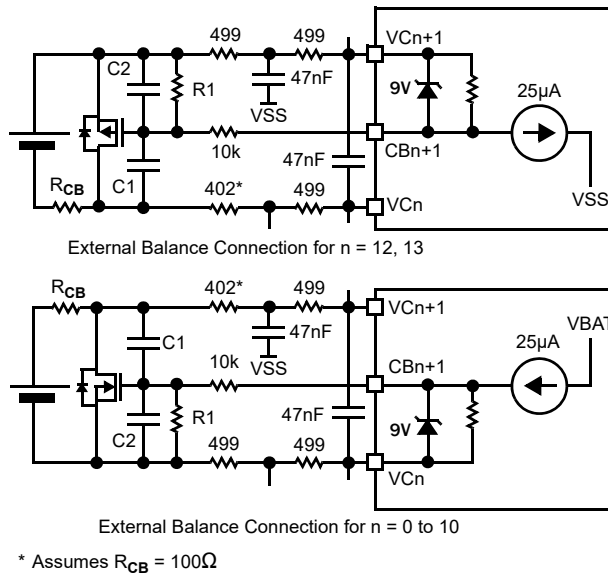 499 499 VCn+1
C2
R1 47nF 9V 25µA
VSS
10k CBn+1
47nF
C1
RCB 402* 499 VCn VSS
External Balance Connection for n = 12, 13
RCB 402* 499 VCn+1
47nF VBAT
C1 VSS 25µA
10k CBn+1
R1 47nF 9V
C2
499 499 VCn
External Balance Connection for n = 0 to 10
* Assumes RCB = 100Ω